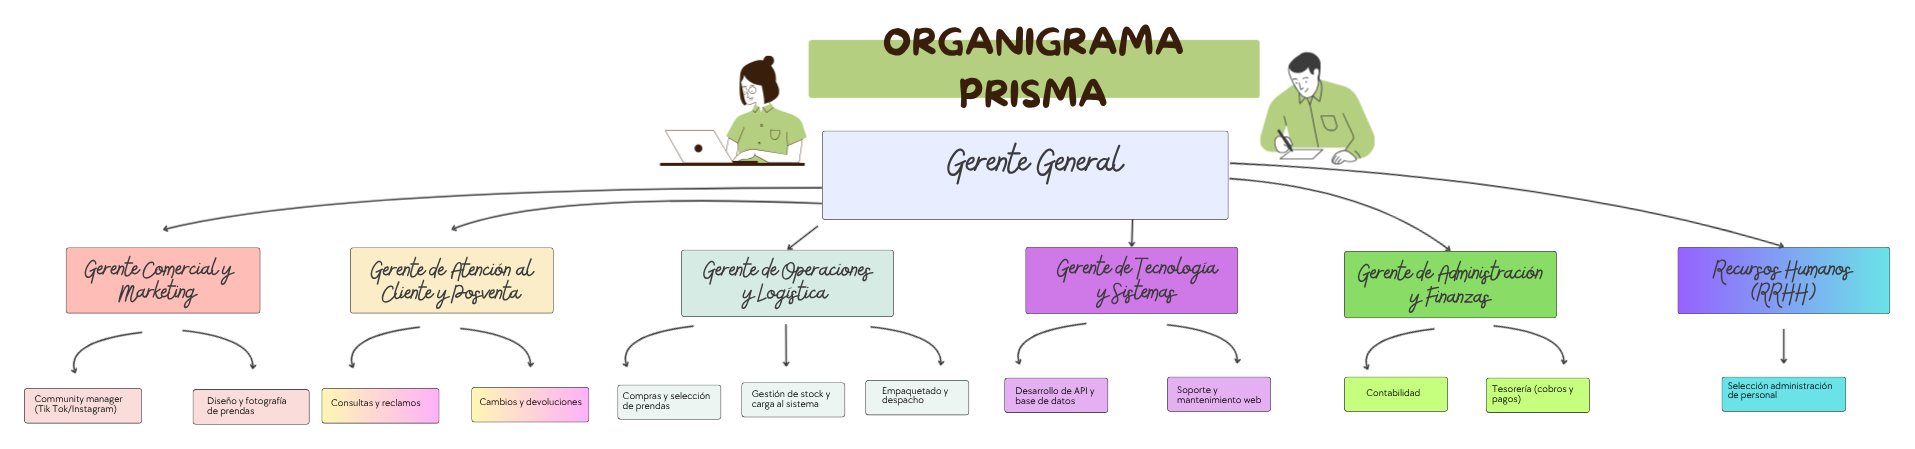 ORGANIGRAMA
PRISMA
Gerente General
Gerente Comercial y
Marketing
Gerente de Atención al
Cliente y Posventa
Gerente de Operaciones
y Logística
Gerente de Tecnología
y Sistemas
Gerente de Administración
y Finanzas
Recursos Humanos
(RRHH)
Community manager
(Tik Tok/Instagram)
Diseño y fotografía
de prendas
Consultas y reclamos
Cambios y devoluciones
Compras y selección
de prendas
Gestión de stock y
carga al sistema
Empaquetado y
despacho
Desarrollo de API y
base de datos
Soporte y
mantenimiento web
Contabilidad
Tesorería (cobros y
pagos)
Selección administración
de personal